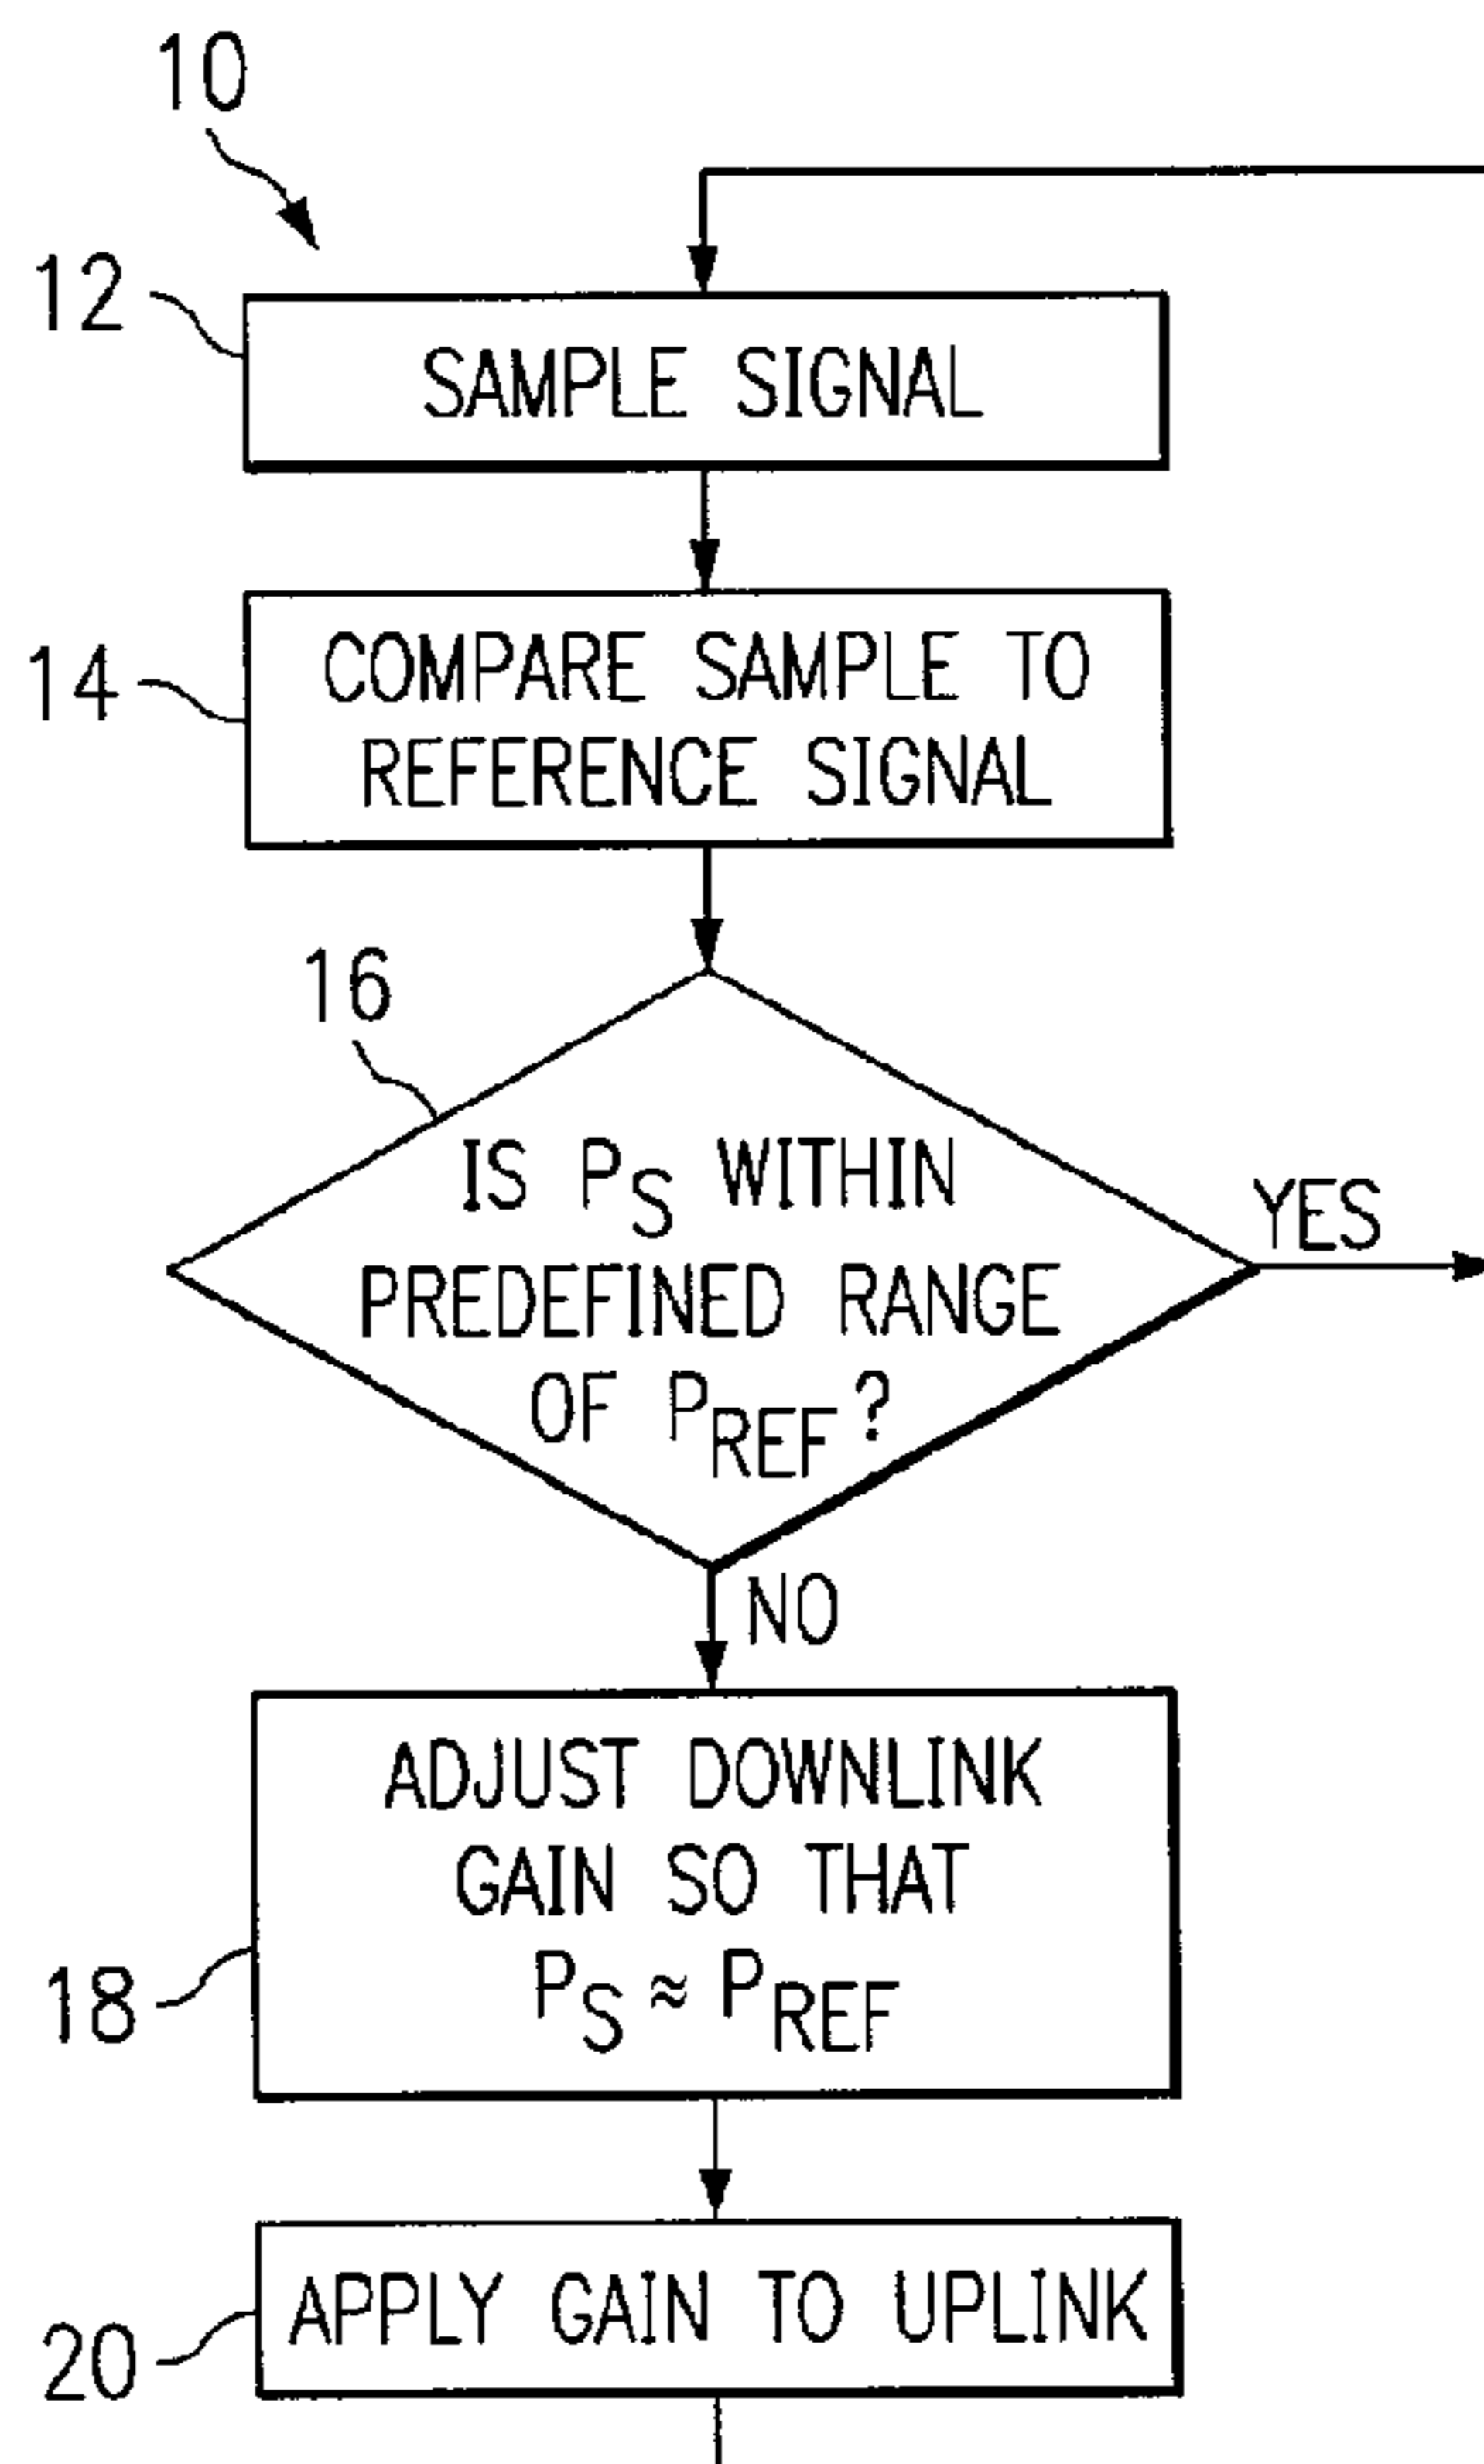 10
12
SAMPLE SIGNAL
14
COMPARE SAMPLE TO
REFERENCE SIGNAL
16
IS PS WITHIN
PREDEFINED RANGE
OF PREF?
YES
NO
ADJUST DOWNLINK
GAIN SO THAT
PS ≈ PREF
18
APPLY GAIN TO UPLINK
20